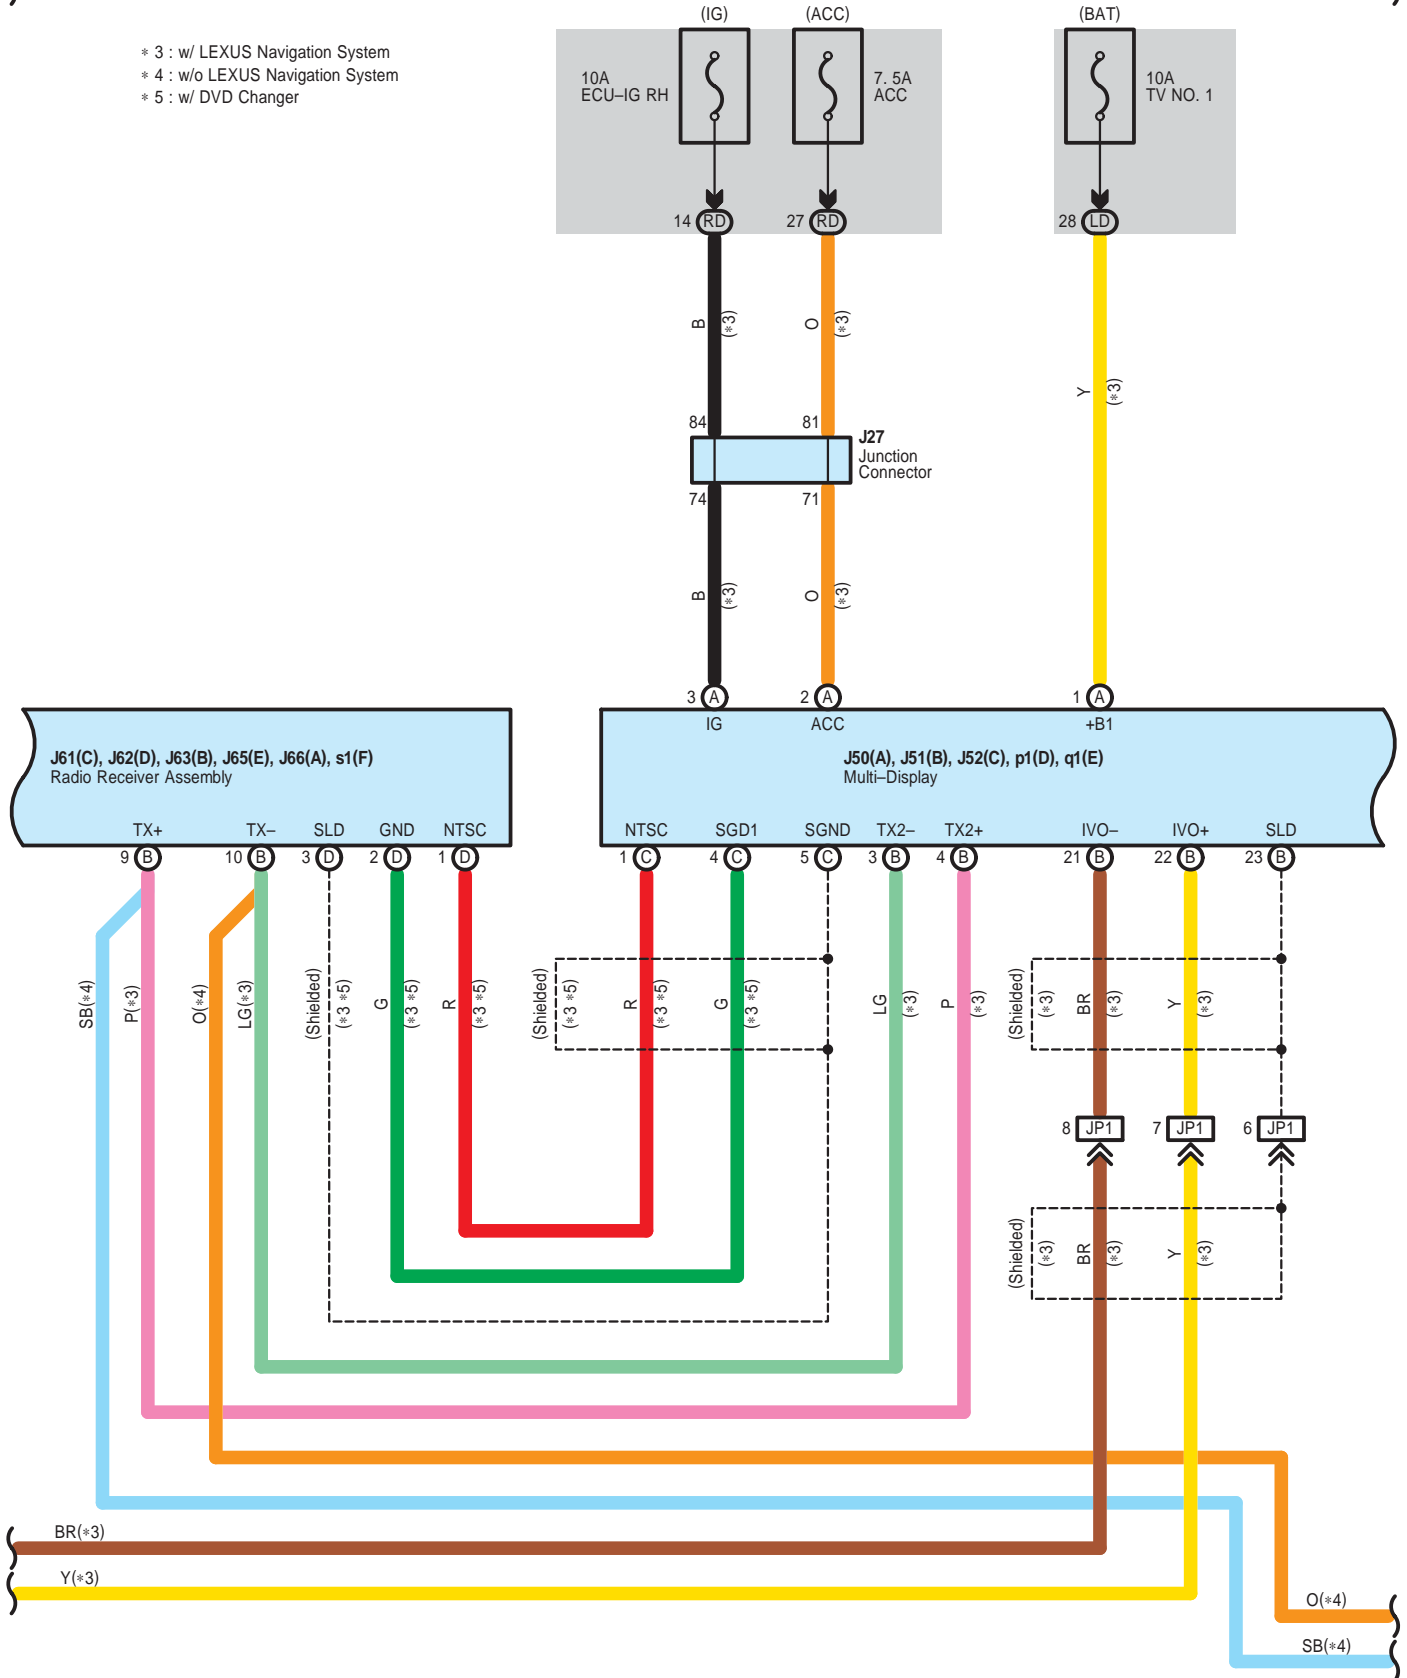 (IG)
(ACC)
(BAT)
* 3 : w/ LEXUS Navigation System
* 4 : w/o LEXUS Navigation System
* 5 : w/ DVD Changer
10A
ECU–IG RH
7. 5A
ACC
10A
TV NO. 1
14 RD
27 RD
28 LD
B
(*3)
O
(*3)
Y
(*3)
84
81
J27
Junction
Connector
74
71
B
(*3)
O
(*3)
3 A
2 A
1 A
IG
ACC
+B1
J61(C), J62(D), J63(B), J65(E), J66(A), s1(F)
Radio Receiver Assembly
J50(A), J51(B), J52(C), p1(D), q1(E)
Multi–Display
TX+
TX–
SLD
GND
NTSC
NTSC
SGD1
SGND
TX2–
TX2+
IVO–
IVO+
SLD
9 B
10 B
3 D
2 D
1 D
1 C
4 C
5 C
3 B
4 B
21 B
22 B
23 B
SB(*4)
P(*3)
O(*4)
LG(*3)
(Shielded)
(*3 *5)
G
(*3 *5)
R
(*3 *5)
(Shielded)
(*3 *5)
R
(*3 *5)
G
(*3 *5)
LG
(*3)
P
(*3)
(Shielded)
(*3)
BR
(*3)
Y
(*3)
8 JP1
7 JP1
6 JP1
(Shielded)
(*3)
BR
(*3)
Y
(*3)
BR(*3)
Y(*3)
O(*4)
SB(*4)